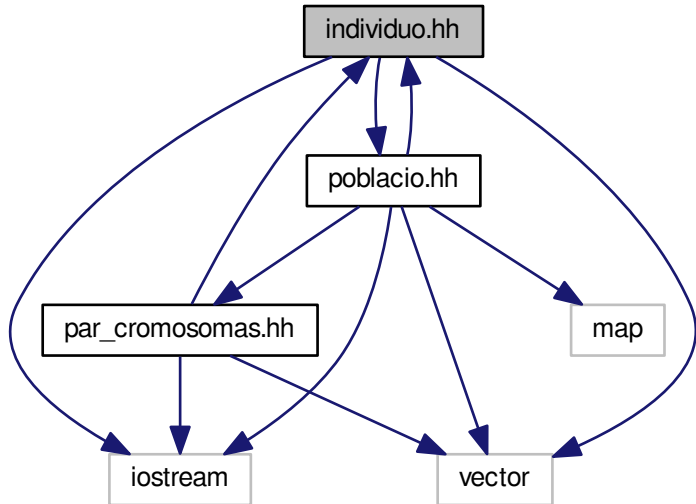 individuo.hh
poblacio.hh
par_cromosomas.hh
map
iostream
vector